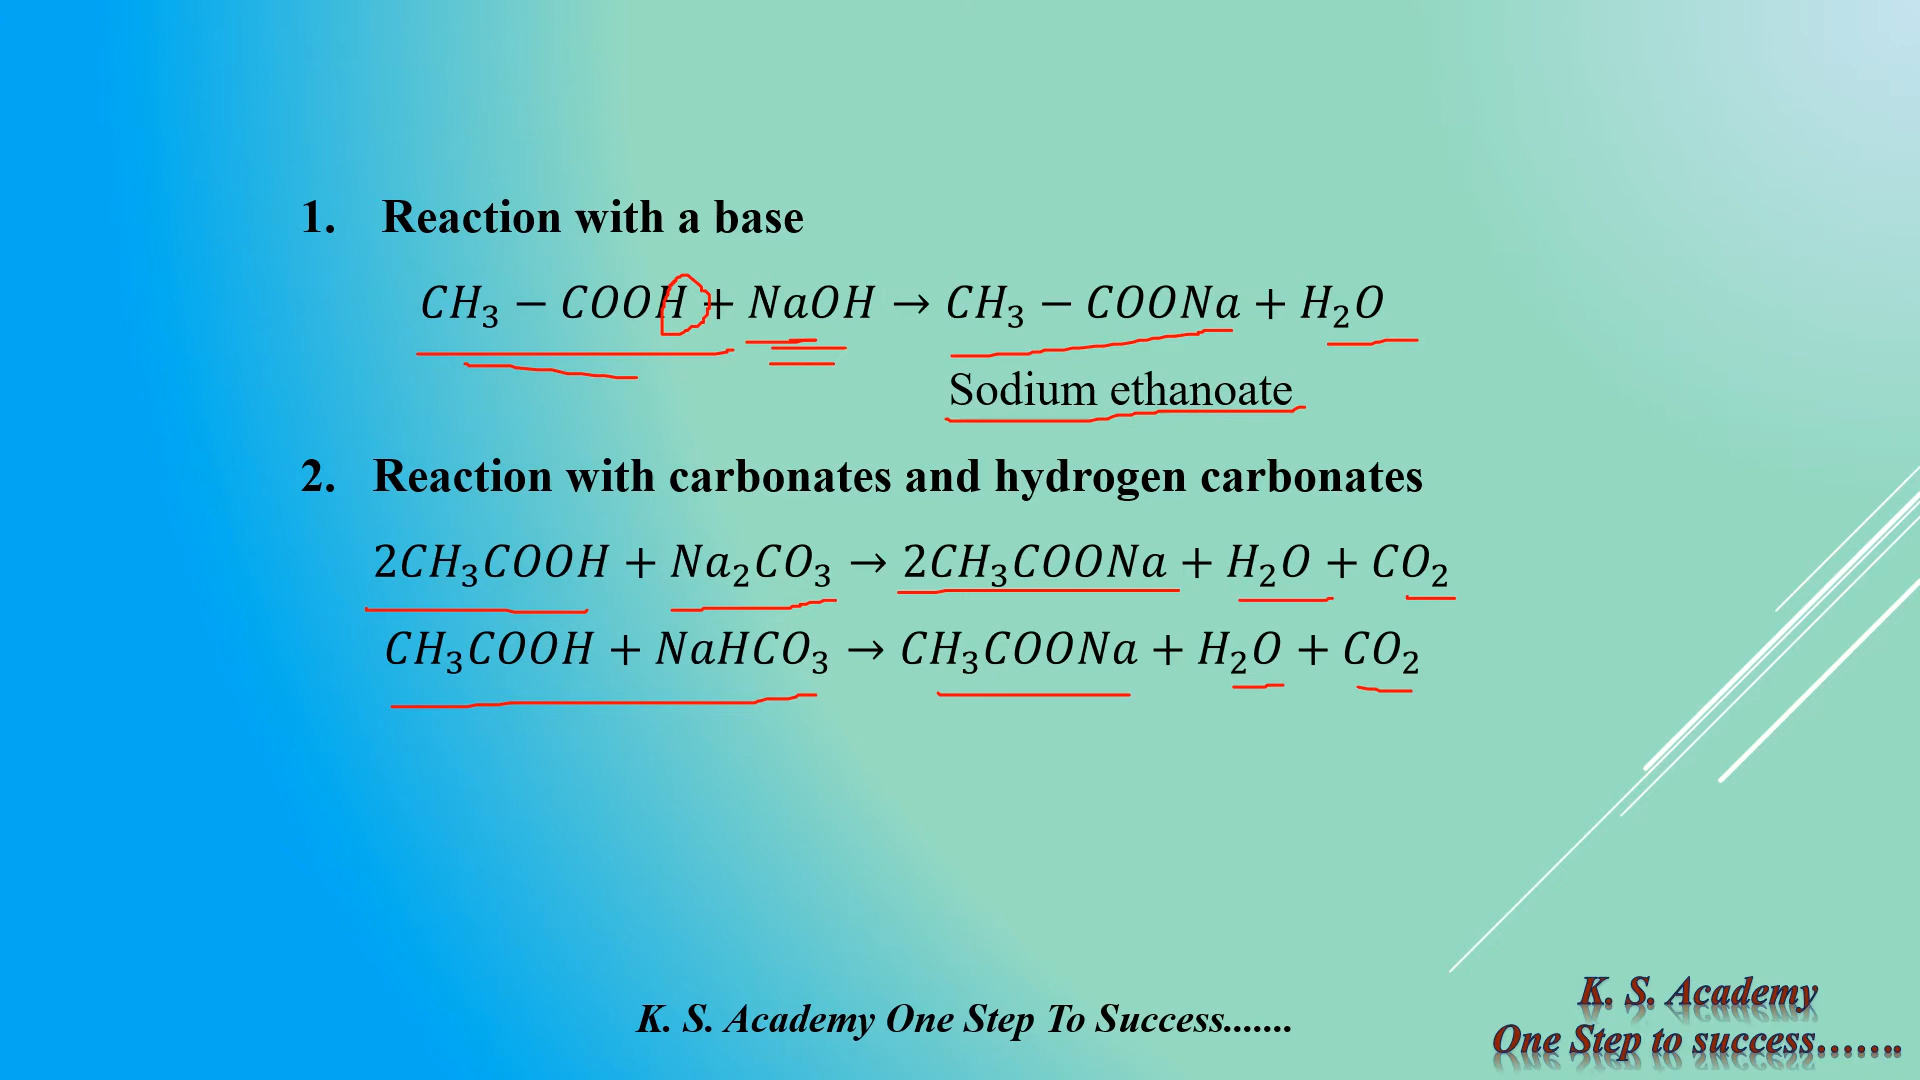 1. Reaction with a base
CH₃ − COOH + NaOH → CH₃ − COONa + H₂O
Sodium ethanoate
2. Reaction with carbonates and hydrogen carbonates
2CH₃COOH + Na₂CO₃ → 2CH₃COONa + H₂O + CO₂
CH₃COOH + NaHCO₃ → CH₃COONa + H₂O + CO₂
K. S. Academy One Step To Success.......
K. S. Academy
One Step to success.......